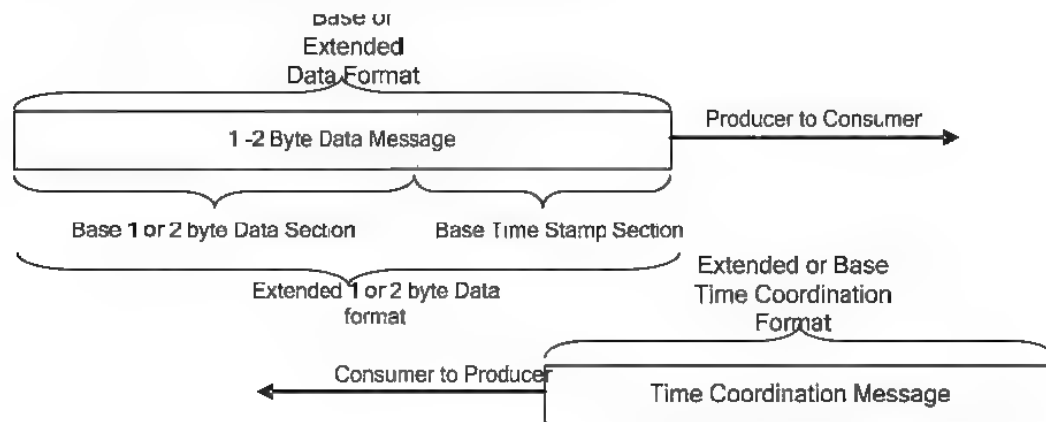 Base or
Extended
Data Format
1 -2 Byte Data Message
Producer to Consumer
Base 1 or 2 byte Data Section
Base Time Stamp Section
Extended 1 or 2 byte Data
format
Extended or Base
Time Coordination
Format
Consumer to Producer
Time Coordination Message